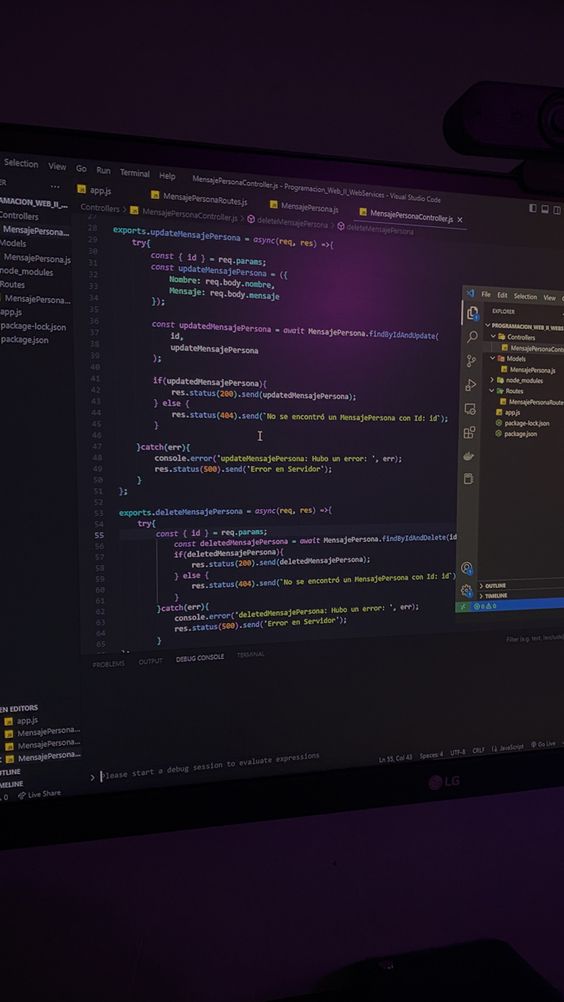 Selection View Go Run Terminal Help MensajePersonaController.js - Programacion_Web_II_WebServices - Visual Studio Code
app.js MensajePersonaRoutes.js MensajePersona.js MensajePersonaController.js
Controllers > MensajePersonaController.js > deleteMensajePersona > deleteMensajePersona
AMACION_WEB_II_...
Controllers
MensajePersona...
Models
MensajePersona.js
node_modules
Routes
MensajePersona...
app.js
package-lock.json
package.json
27
28 exports.updateMensajePersona = async(req, res) =>{
29 try{
30 const { id } = req.params;
31 const updateMensajePersona = ({
32 Nombre: req.body.nombre,
33 Mensaje: req.body.mensaje
34 });
35
36 const updatedMensajePersona = await MensajePersona.findByIdAndUpdate(
37 id,
38 updateMensajePersona
39 );
40
41 if(updatedMensajePersona){
42 res.status(200).send(updatedMensajePersona);
43 } else {
44 res.status(404).send(`No se encontró un MensajePersona con Id: id`);
45 }
46
47 }catch(err){
48 console.error('updateMensajePersona: Hubo un error: ', err);
49 res.status(500).send('Error en Servidor');
50 }
51 };
52
53 exports.deleteMensajePersona = async(req, res) =>{
54 try{
55 const { id } = req.params;
56 const deletedMensajePersona = await MensajePersona.findByIdAndDelete(id
57 if(deletedMensajePersona){
58 res.status(200).send(deletedMensajePersona);
59 } else {
60 res.status(404).send(`No se encontró un MensajePersona con Id: id`)
61 }
62 }catch(err){
63 console.error('deletedMensajePersona: Hubo un error: ', err);
64 res.status(500).send('Error en Servidor');
65 }
File Edit Selection View
EXPLORER
PROGRAMACION_WEB_II_WEBSE
Controllers
MensajePersonaCont
Models
MensajePersona.js
node_modules
Routes
MensajePersonaRout
app.js
package-lock.json
package.json
OUTLINE
TIMELINE
0 0
PROBLEMS OUTPUT DEBUG CONSOLE TERMINAL
Filter (e.g. text, !exclude)
EN EDITORS
app.js
MensajePersona...
MensajePersona...
MensajePersona...
UTLINE
IMELINE
Please start a debug session to evaluate expressions
0 Live Share
Ln 55, Col 43 Spaces: 4 UTF-8 CRLF JavaScript Go Live
LG